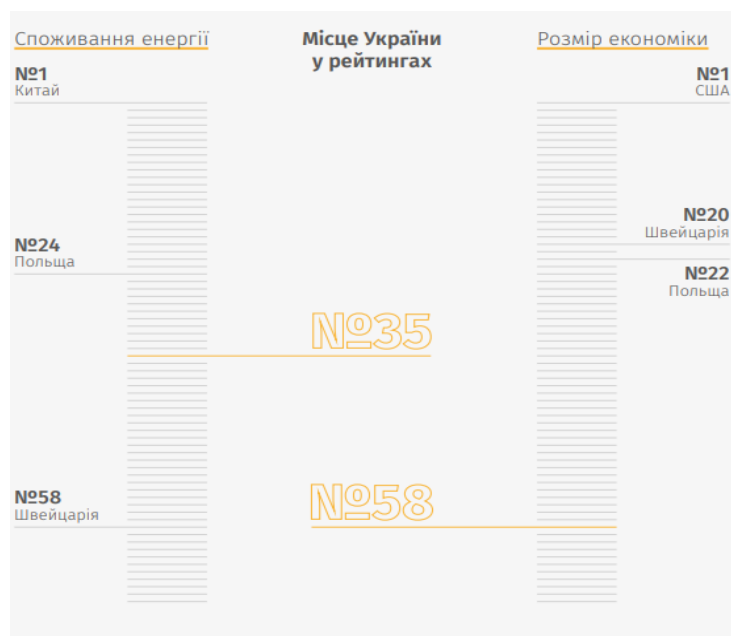 Споживання енергії
Місце України
у рейтингах
Розмір економіки
№1
Китай
№1
США
№20
Швейцарія
№24
Польща
№22
Польща
№35
№58
№58
Швейцарія